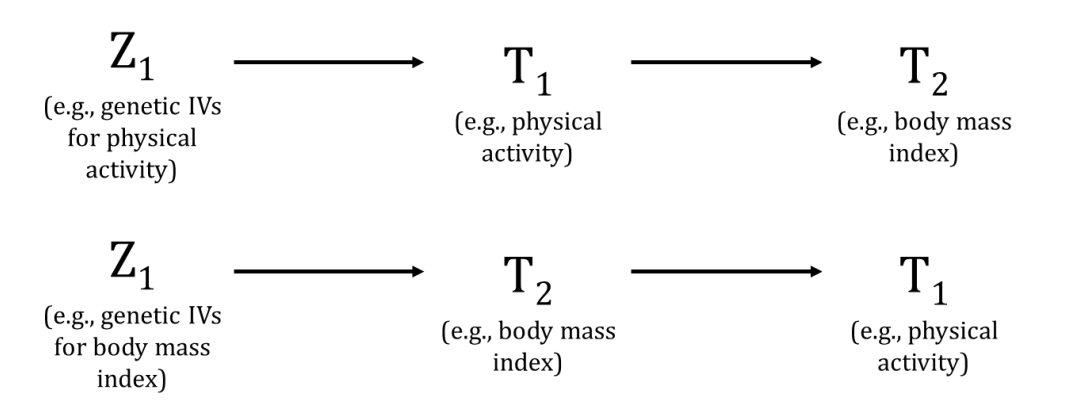 Z₁
T₁
T₂
(e.g., genetic IVs
for physical
activity)
(e.g., physical
activity)
(e.g., body mass
index)
Z₁
T₂
T₁
(e.g., genetic IVs
for body mass
index)
(e.g., body mass
index)
(e.g., physical
activity)